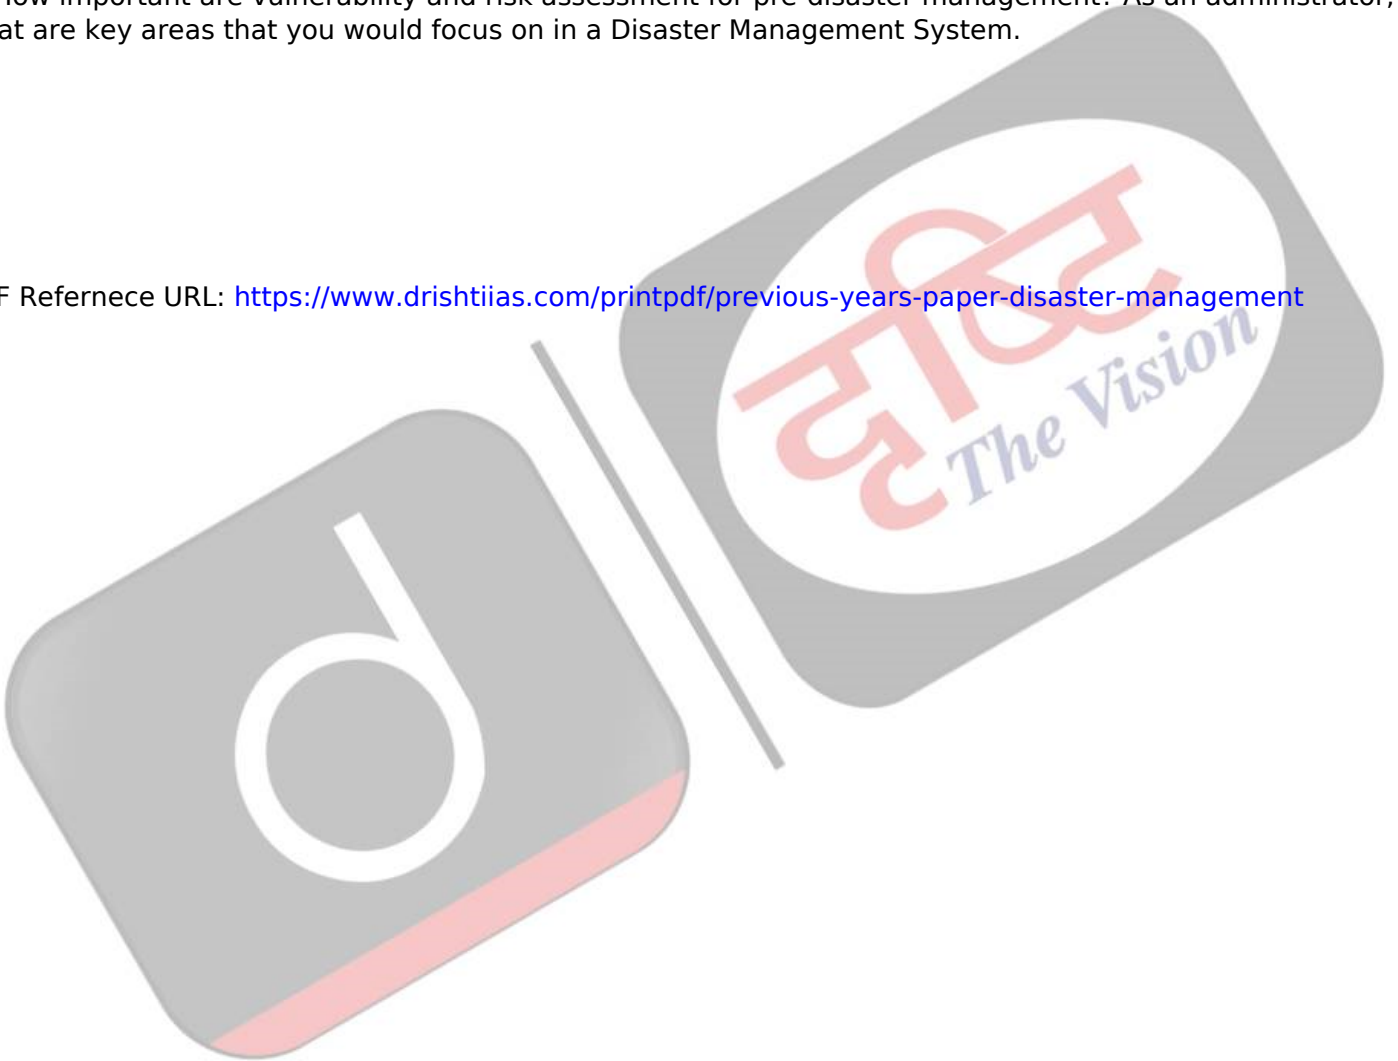 How important are vulnerability and risk assessment for pre-disaster management? As an administrator,
at are key areas that you would focus on in a Disaster Management System.
F Refernece URL: https://www.drishtiias.com/printpdf/previous-years-paper-disaster-management
दृष्टि
The Vision
d